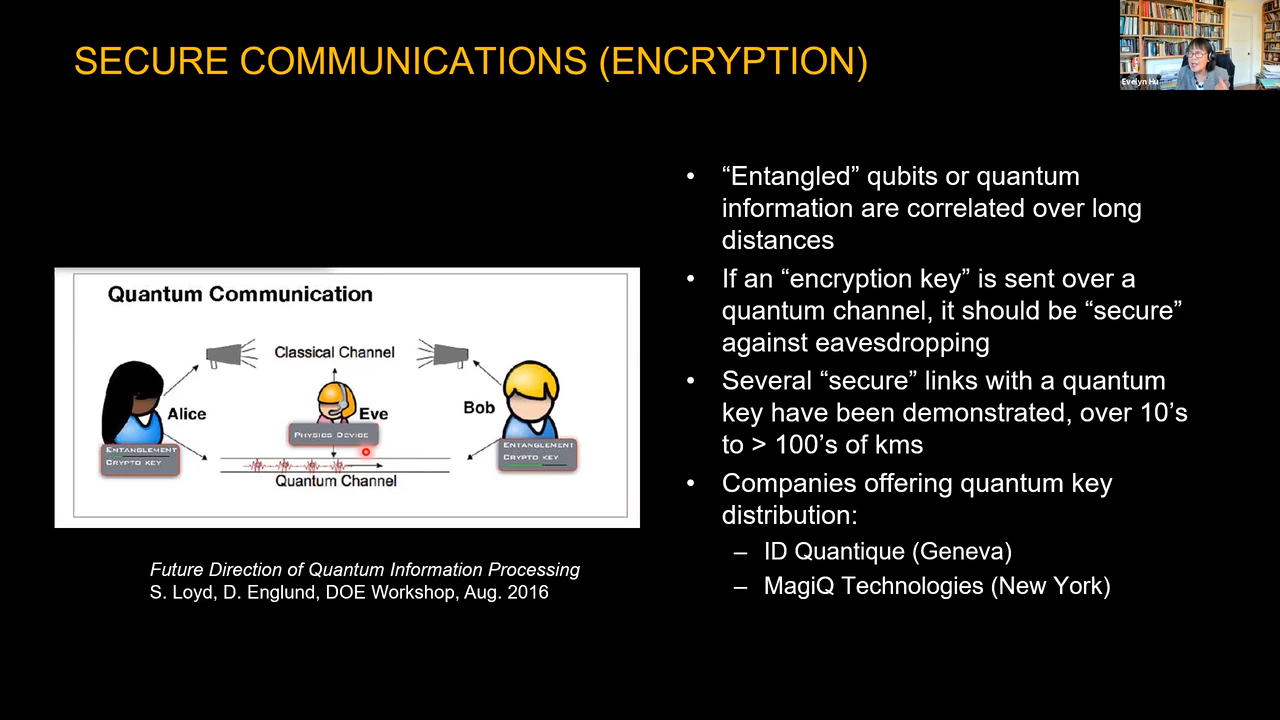 SECURE COMMUNICATIONS (ENCRYPTION)
Evelyn Hu
Quantum Communication
Classical Channel
Alice
Eve
Bob
PHYSICS DEVICE
ENTANGLEMENT
CRYPTO KEY
ENTANGLEMENT
CRYPTO KEY
Quantum Channel
Future Direction of Quantum Information Processing
S. Loyd, D. Englund, DOE Workshop, Aug. 2016
• “Entangled” qubits or quantum
information are correlated over long
distances
• If an “encryption key” is sent over a
quantum channel, it should be “secure”
against eavesdropping
• Several “secure” links with a quantum
key have been demonstrated, over 10’s
to > 100’s of kms
• Companies offering quantum key
distribution:
– ID Quantique (Geneva)
– MagiQ Technologies (New York)